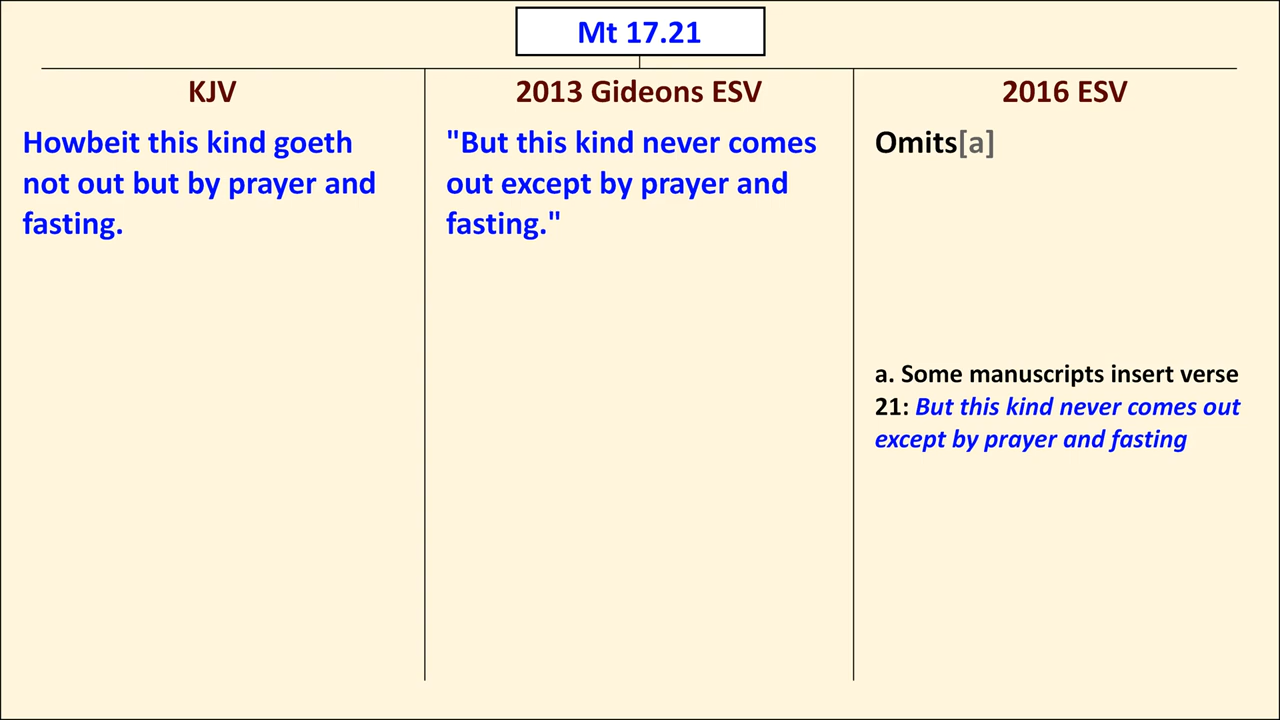 Mt 17.21
KJV
Howbeit this kind goeth
not out but by prayer and
fasting.
2013 Gideons ESV
"But this kind never comes
out except by prayer and
fasting."
2016 ESV
Omits[a]
a. Some manuscripts insert verse
21: But this kind never comes out
except by prayer and fasting